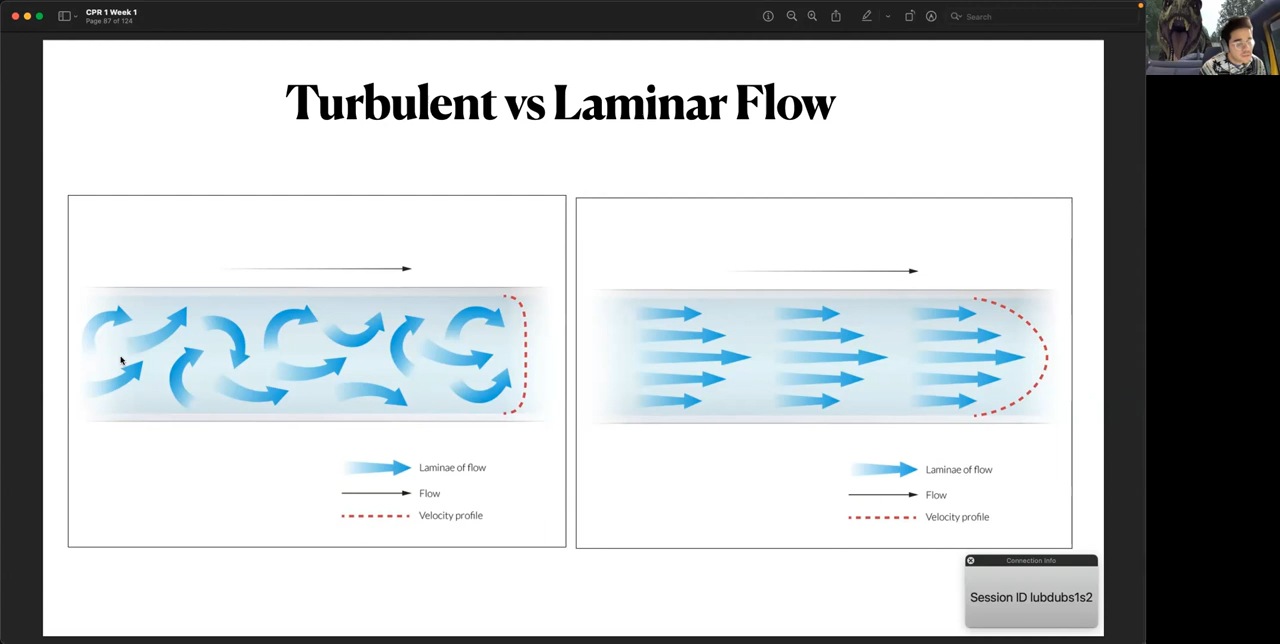 CPR 1 Week 1
Page 87 of 124
Search
Turbulent vs Laminar Flow
Laminae of flow
Flow
Velocity profile
Laminae of flow
Flow
Velocity profile
Connection Info
Session ID lubdubs1s2